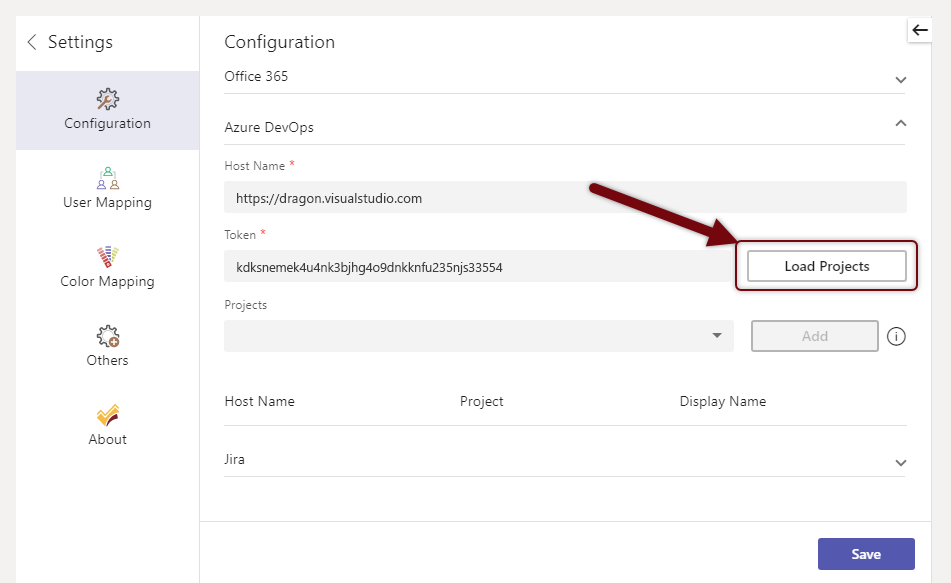 Settings
Configuration
User Mapping
Color Mapping
Others
About
Configuration
Office 365
Azure DevOps
Host Name *
https://dragon.visualstudio.com
Token *
kdksnemek4u4nk3bjhg4o9dnkknfu235njs33554
Load Projects
Projects
Add
Host Name Project Display Name
Jira
Save